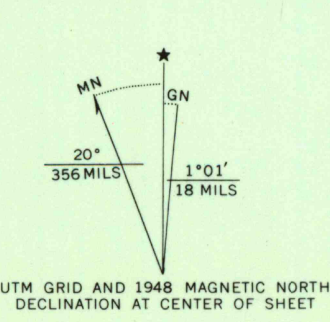 ★
MN
GN
20°
356 MILS
1°01′
18 MILS
UTM GRID AND 1948 MAGNETIC NORTH
DECLINATION AT CENTER OF SHEET